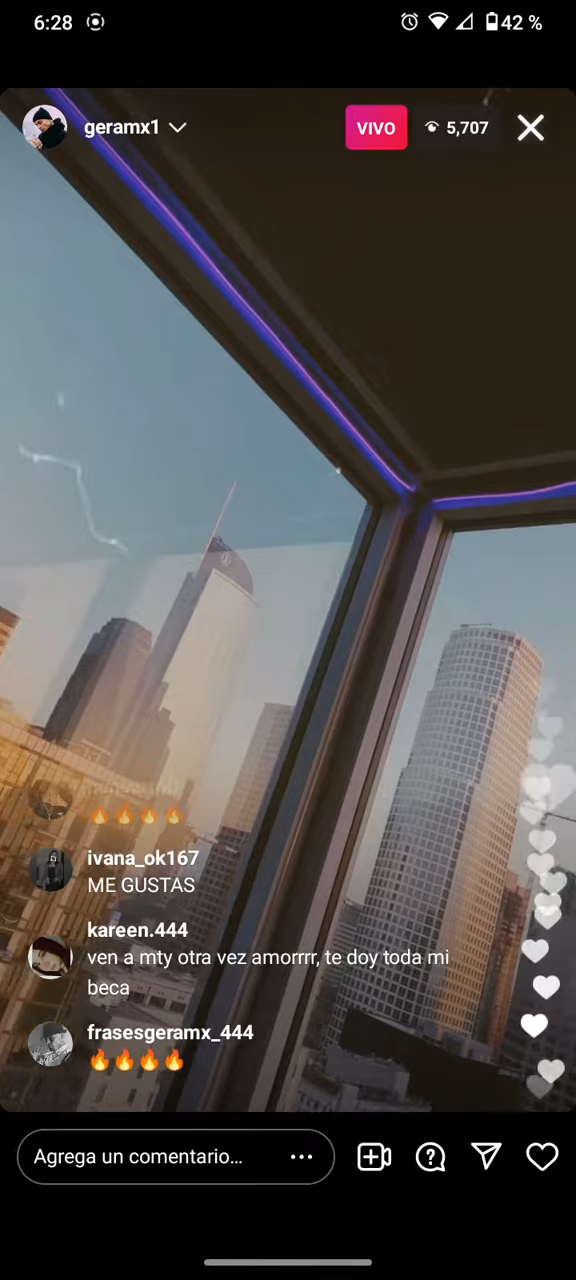 6:28
42 %
geramx1
VIVO
5,707
🔥🔥🔥🔥
ivana_ok167
ME GUSTAS
kareen.444
ven a mty otra vez amorrrr, te doy toda mi
beca
frasesgeramx_444
🔥🔥🔥🔥
Agrega un comentario...